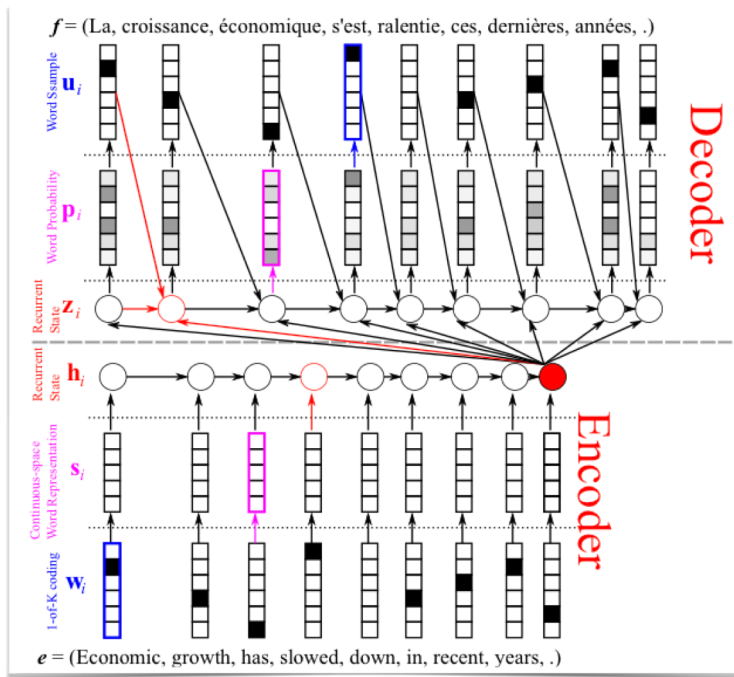 f = (La, croissance, économique, s'est, ralentie, ces, dernières, années, .)
Word Ssample
u_i
Word Probability
p_i
Decoder
Recurrent
State
z_i
Recurrent
State
h_i
Continuous-space
Word Representation
s_i
Encoder
1-of-K coding
w_i
e = (Economic, growth, has, slowed, down, in, recent, years, .)